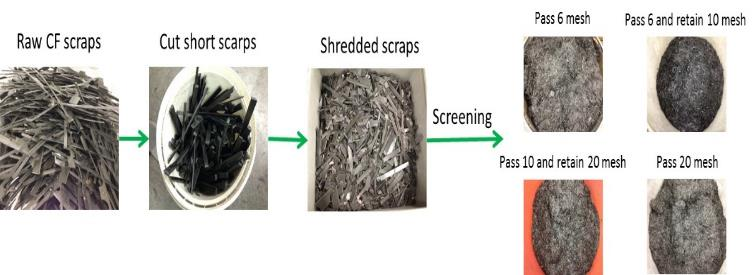 Raw CF scraps
Cut short scarps
Shredded scraps
Screening
Pass 6 mesh
Pass 6 and retain 10 mesh
Pass 10 and retain 20 mesh
Pass 20 mesh